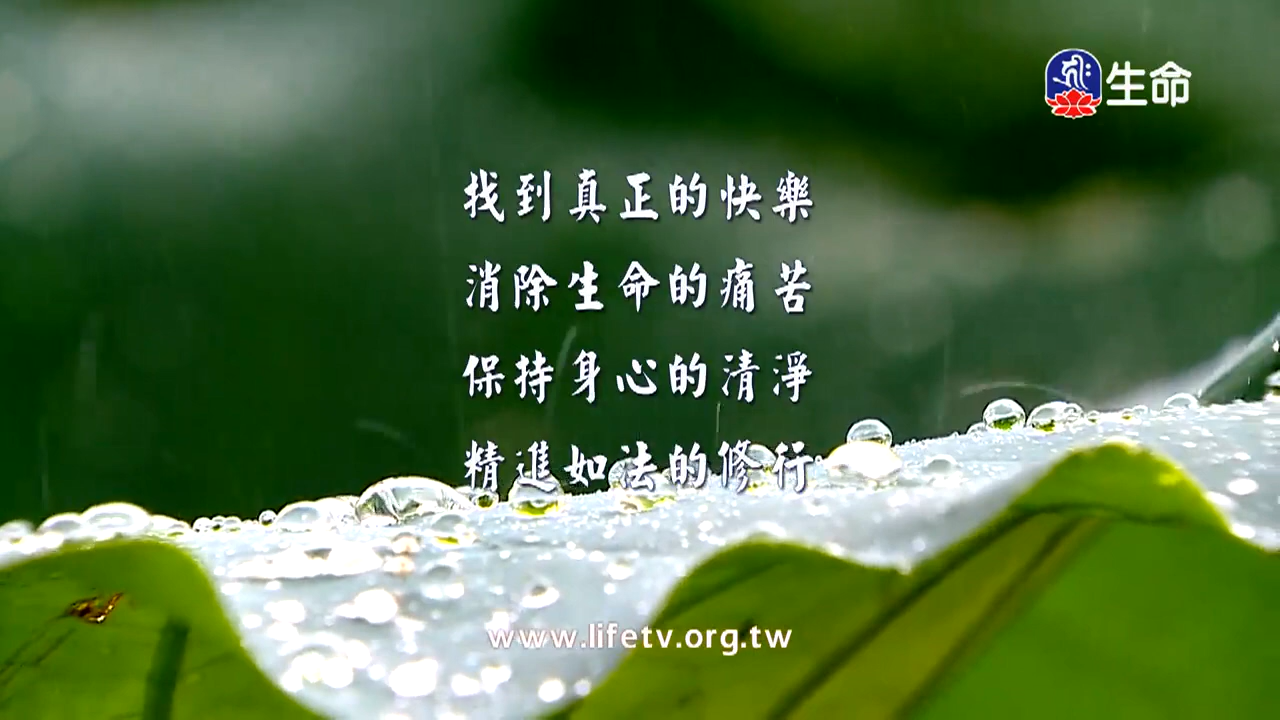 生命
找到真正的快樂
消除生命的痛苦
保持身心的清淨
精進如法的修行
www.lifetv.org.tw